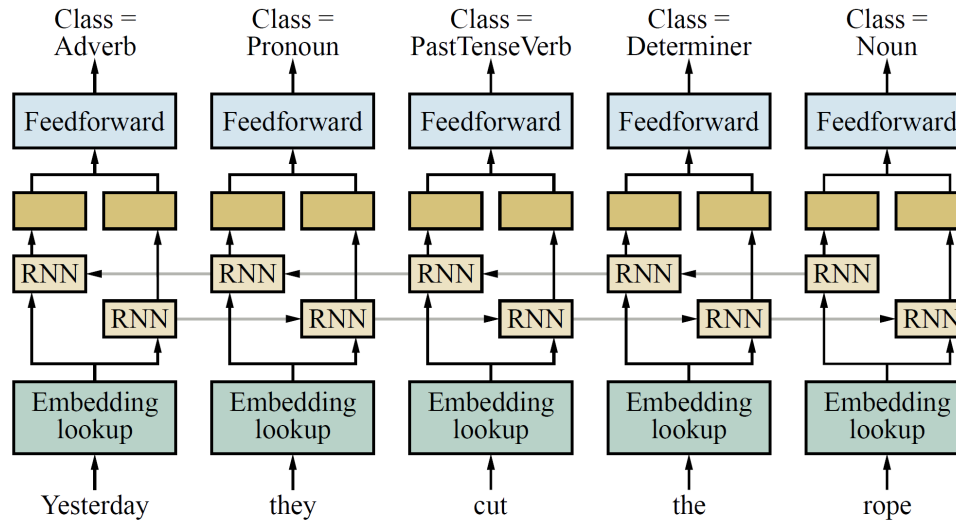 Class = Class = Class = Class = Class =
Adverb Pronoun PastTenseVerb Determiner Noun
Feedforward Feedforward Feedforward Feedforward Feedforward
RNN RNN RNN RNN RNN
RNN RNN RNN RNN RNN
Embedding Embedding Embedding Embedding Embedding
lookup lookup lookup lookup lookup
Yesterday they cut the rope